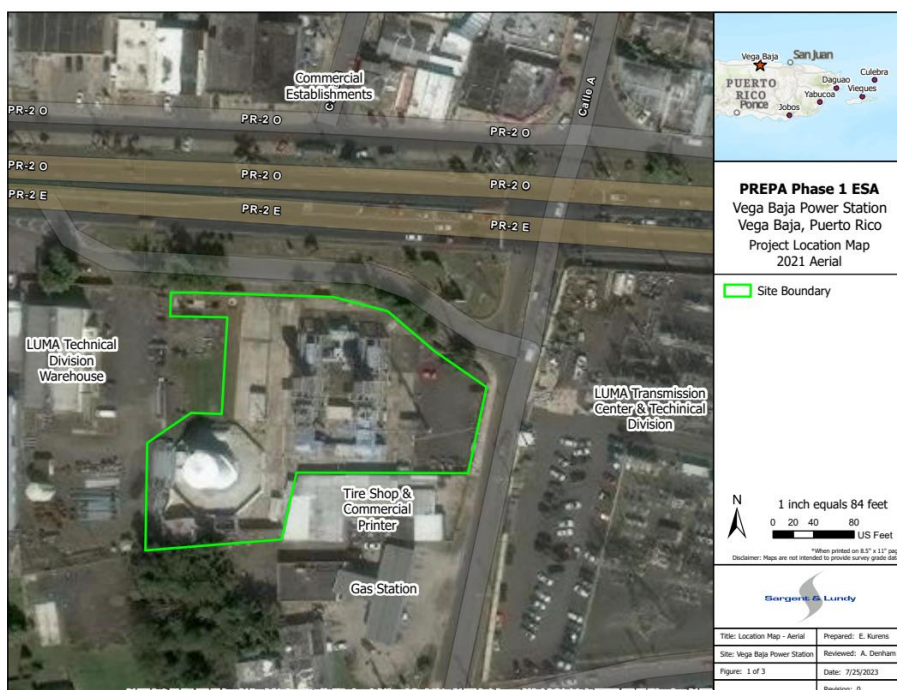 Commercial
Establishments
Calle A
C
PR-2 O
PR-2 O
PR-2 O
PR-2 O
PR-2 O
PR-2 O
PR-2 E
PR-2 E
PR-2 E
LUMA Technical
Division
Warehouse
LUMA Transmission
Center & Techinical
Division
Tire Shop &
Commercial
Printer
Gas Station
Vega Baja
San Juan
PUERTO
RICO
Ponce
Jobos
Yabucoa
Daguao
Vieques
Culebra
PREPA Phase 1 ESA
Vega Baja Power Station
Vega Baja, Puerto Rico
Project Location Map
2021 Aerial
Site Boundary
N
1 inch equals 84 feet
0 20 40 80
US Feet
*When printed on 8.5" x 11" pag
Disclaimer: Maps are not intended to provide survey grade dat
Sargent & Lundy
Title: Location Map - Aerial
Prepared: E. Kurens
Site: Vega Baja Power Station
Reviewed: A. Denham
Figure: 1 of 3
Date: 7/25/2023
Revision: 0